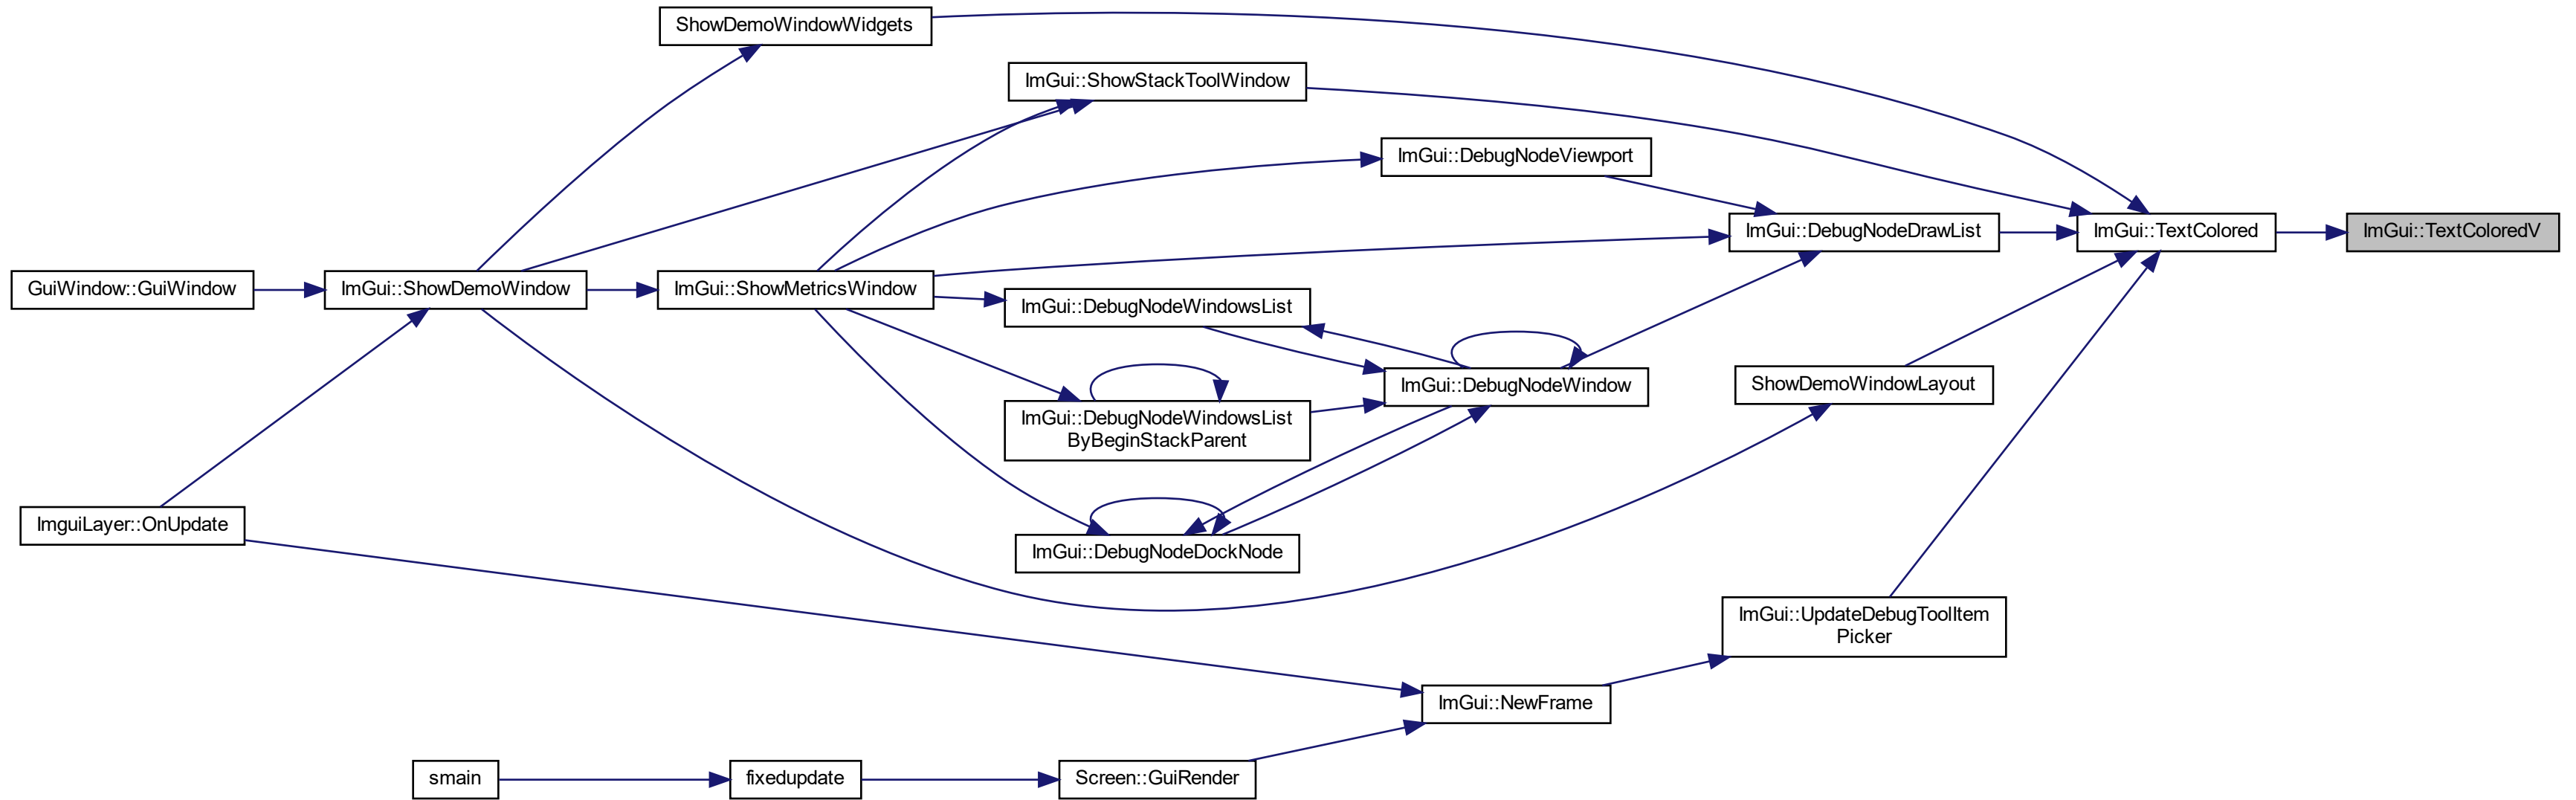 ShowDemoWindowWidgets
ImGui::ShowStackToolWindow
ImGui::DebugNodeViewport
ImGui::DebugNodeDrawList
ImGui::TextColored
ImGui::TextColoredV
GuiWindow::GuiWindow
ImGui::ShowDemoWindow
ImGui::ShowMetricsWindow
ImGui::DebugNodeWindowsList
ImGui::DebugNodeWindow
ShowDemoWindowLayout
ImGui::DebugNodeWindowsList
ByBeginStackParent
ImguiLayer::OnUpdate
ImGui::DebugNodeDockNode
ImGui::UpdateDebugToolItem
Picker
ImGui::NewFrame
smain
fixedupdate
Screen::GuiRender